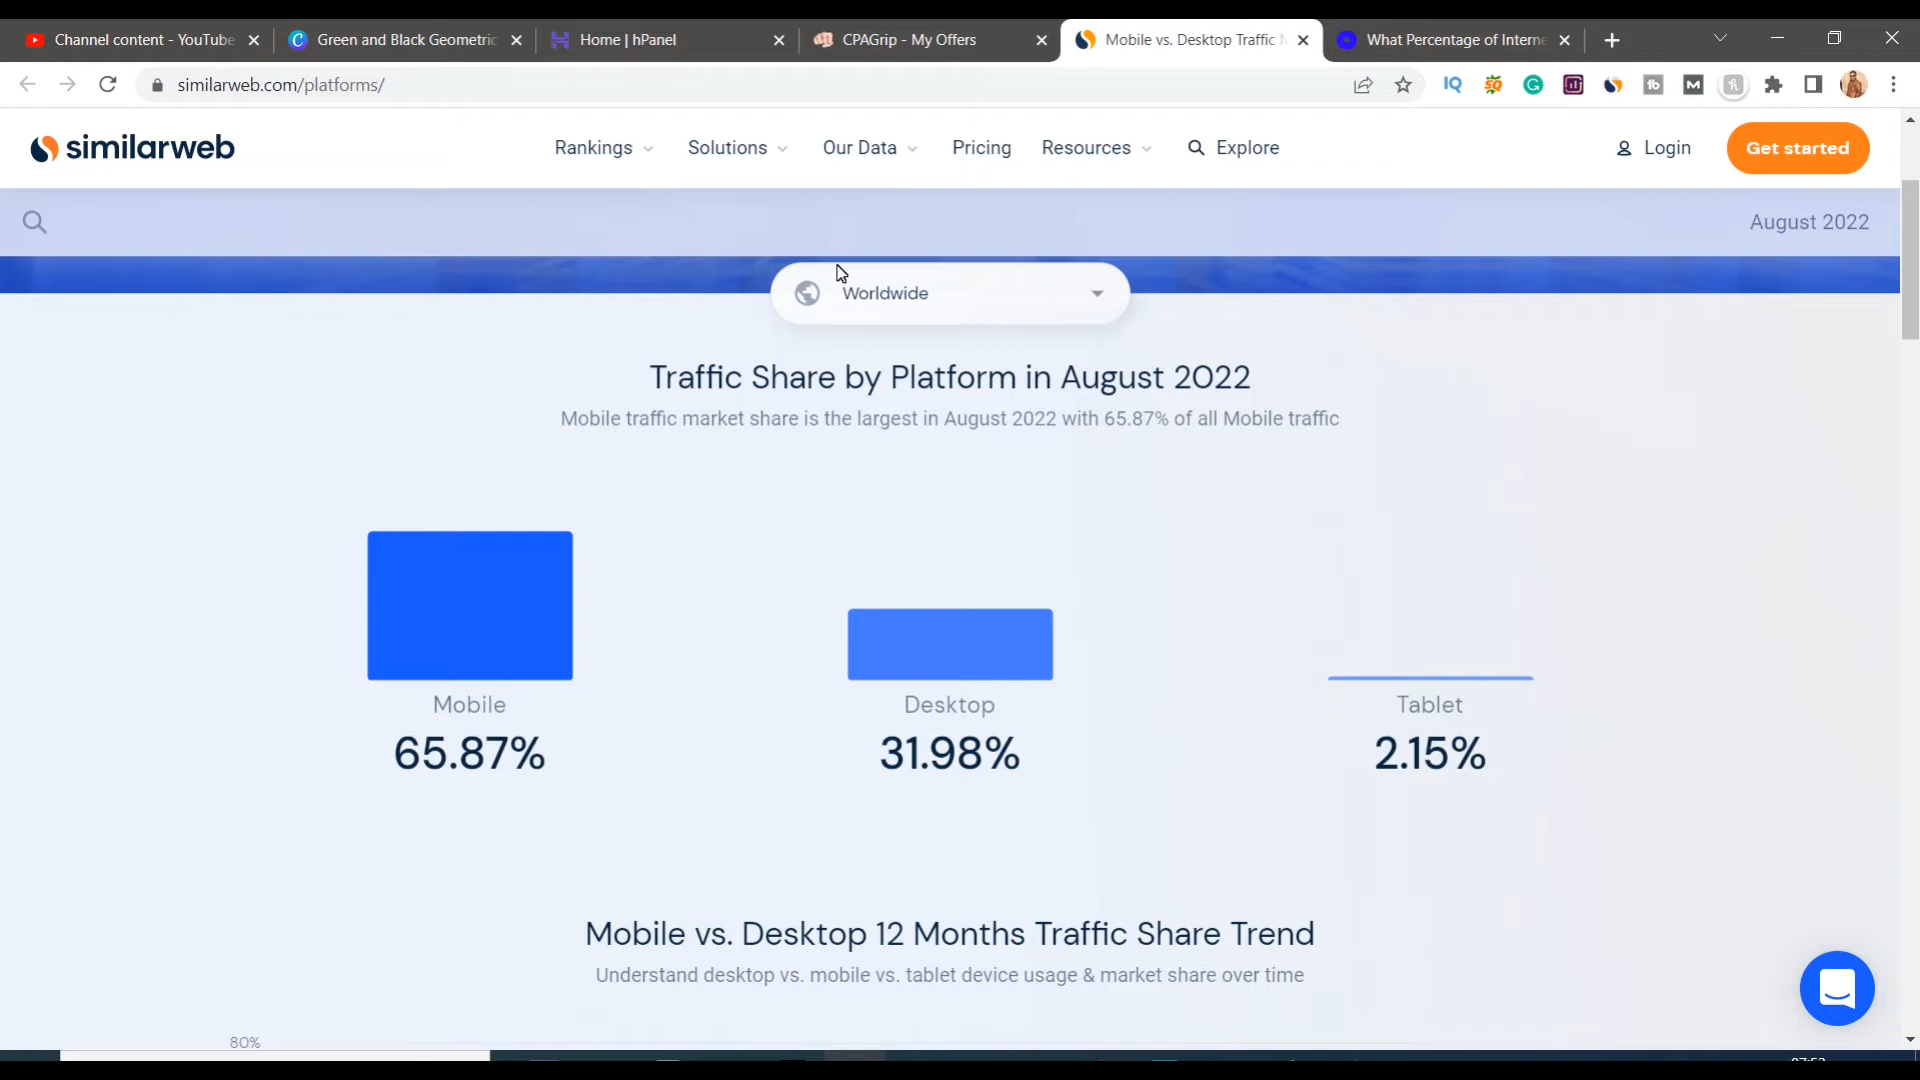 Channel content - YouTube
Green and Black Geometric
Home | hPanel
CPAGrip - My Offers
Mobile vs. Desktop Traffic
What Percentage of Interne
similarweb.com/platforms/
similarweb
Rankings
Solutions
Our Data
Pricing
Resources
Explore
Login
Get started
August 2022
Worldwide
Traffic Share by Platform in August 2022
Mobile traffic market share is the largest in August 2022 with 65.87% of all Mobile traffic
Mobile
Desktop
Tablet
65.87%
31.98%
2.15%
Mobile vs. Desktop 12 Months Traffic Share Trend
Understand desktop vs. mobile vs. tablet device usage & market share over time
80%